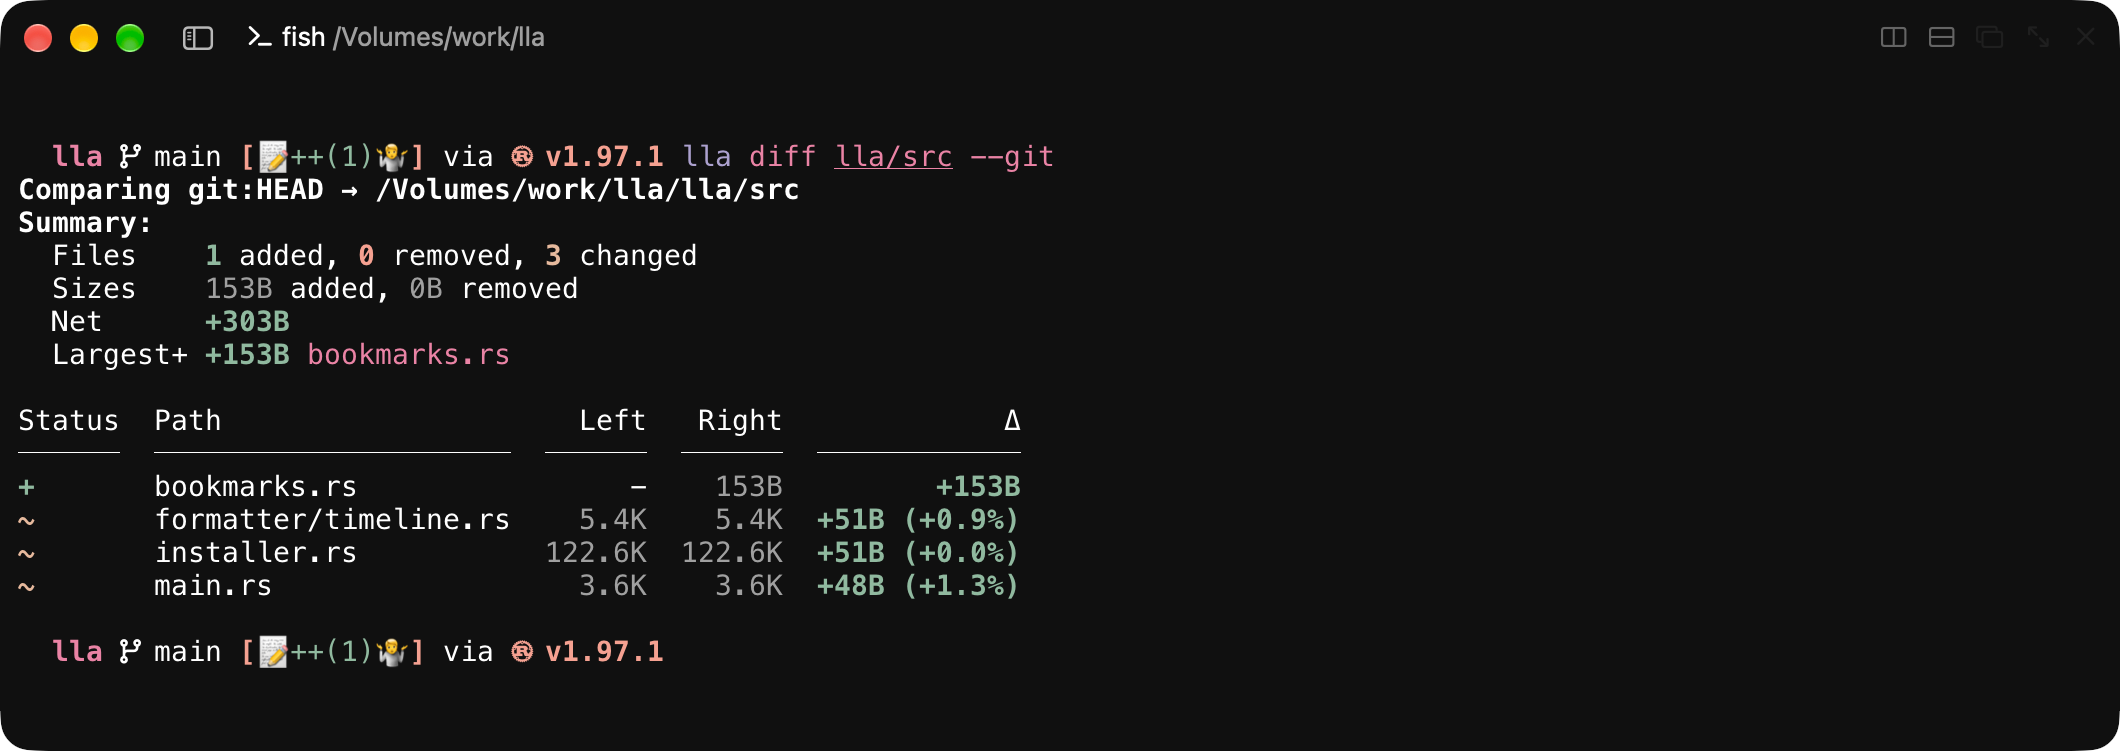 fish /Volumes/work/lla
lla main [📝++(1)🤷] via v1.97.1 lla diff lla/src --git
Comparing git:HEAD → /Volumes/work/lla/lla/src
Summary:
Files 1 added, 0 removed, 3 changed
Sizes 153B added, 0B removed
Net +303B
Largest+ +153B bookmarks.rs
Status Path Left Right Δ
+ bookmarks.rs – 153B +153B
~ formatter/timeline.rs 5.4K 5.4K +51B (+0.9%)
~ installer.rs 122.6K 122.6K +51B (+0.0%)
~ main.rs 3.6K 3.6K +48B (+1.3%)
lla main [📝++(1)🤷] via v1.97.1